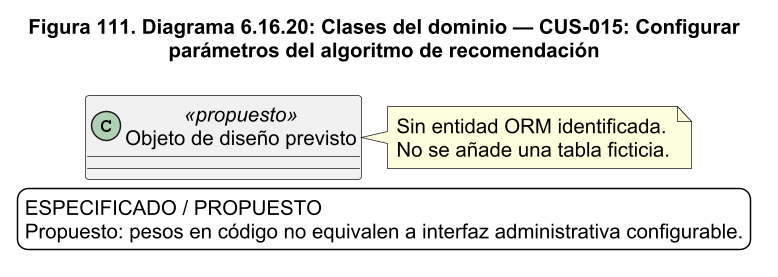 Figura 111. Diagrama 6.16.20: Clases del dominio — CUS-015: Configurar
parámetros del algoritmo de recomendación
C
«propuesto»
Objeto de diseño previsto
Sin entidad ORM identificada.
No se añade una tabla ficticia.
ESPECIFICADO / PROPUESTO
Propuesto: pesos en código no equivalen a interfaz administrativa configurable.